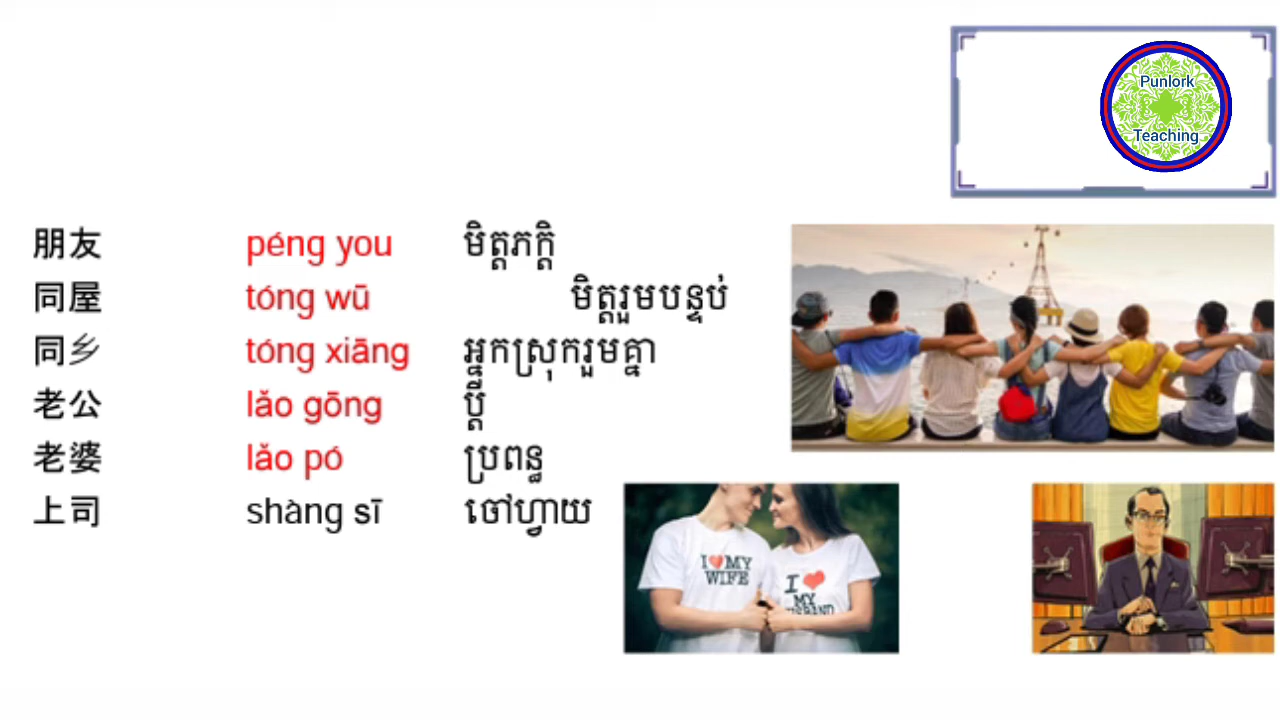 Punlork
Teaching
朋友 péng you មិត្តភក្តិ
同屋 tóng wū មិត្តរួមបន្ទប់
同乡 tóng xiāng អ្នកស្រុករួមគ្នា
老公 lǎo gōng ប្តី
老婆 lǎo pó ប្រពន្ធ
上司 shàng sī ចៅហ្វាយ
I MY
WIFE
I
MY